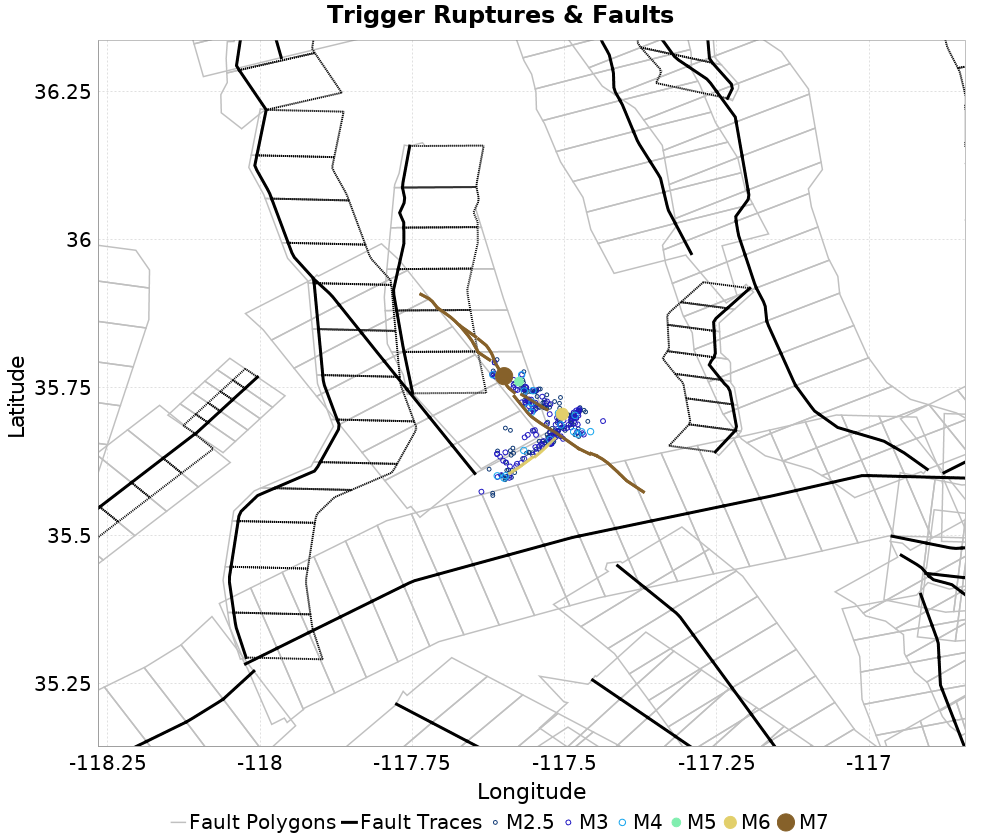 Trigger Ruptures & Faults
Latitude
36.25
36
35.75
35.5
35.25
-118.25 -118 -117.75 -117.5 -117.25 -117
Longitude
Fault Polygons Fault Traces M2.5 M3 M4 M5 M6 M7